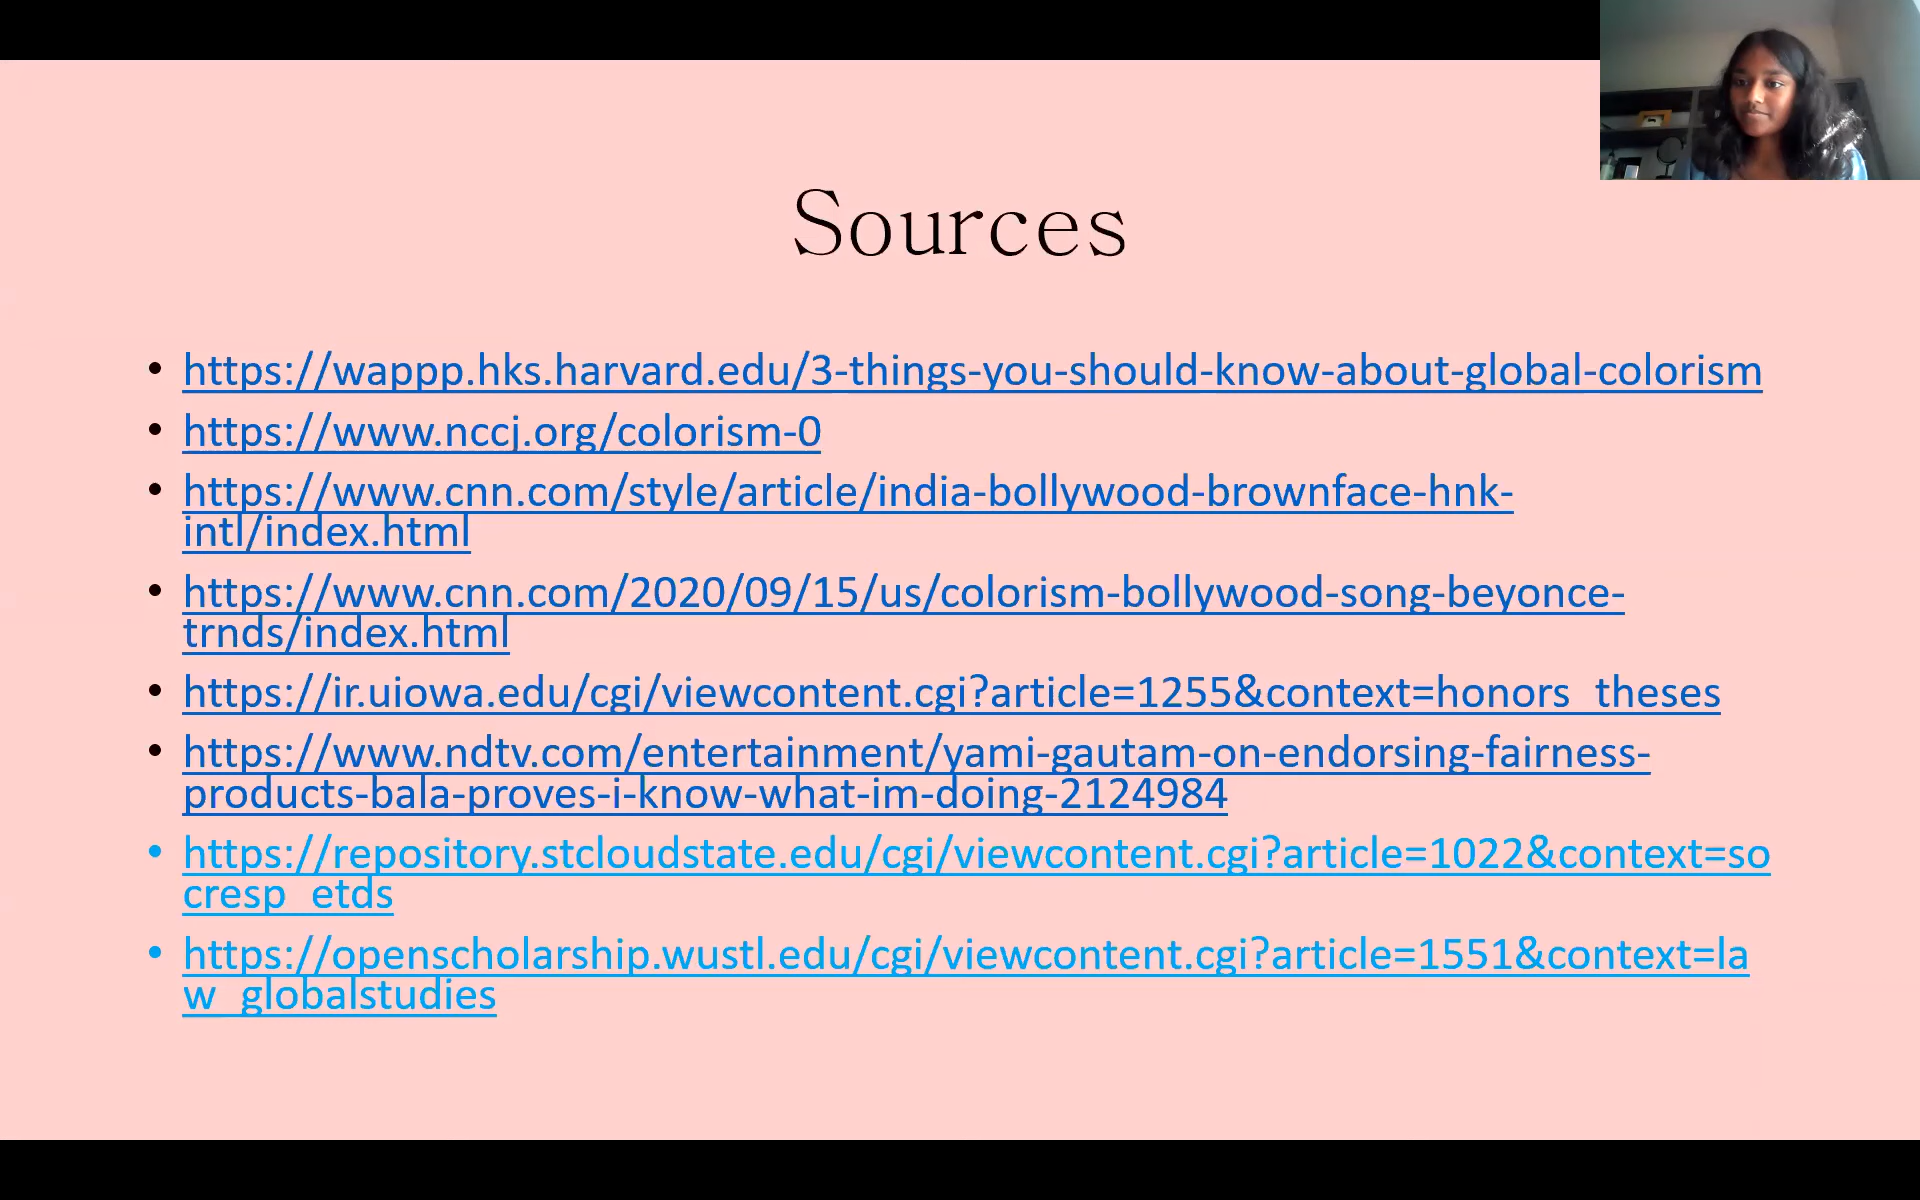 Sources
• https://wappp.hks.harvard.edu/3-things-you-should-know-about-global-colorism
• https://www.nccj.org/colorism-0
• https://www.cnn.com/style/article/india-bollywood-brownface-hnk-
intl/index.html
• https://www.cnn.com/2020/09/15/us/colorism-bollywood-song-beyonce-
trnds/index.html
• https://ir.uiowa.edu/cgi/viewcontent.cgi?article=1255&context=honors_theses
• https://www.ndtv.com/entertainment/yami-gautam-on-endorsing-fairness-
products-bala-proves-i-know-what-im-doing-2124984
• https://repository.stcloudstate.edu/cgi/viewcontent.cgi?article=1022&context=so
cresp_etds
• https://openscholarship.wustl.edu/cgi/viewcontent.cgi?article=1551&context=la
w_globalstudies